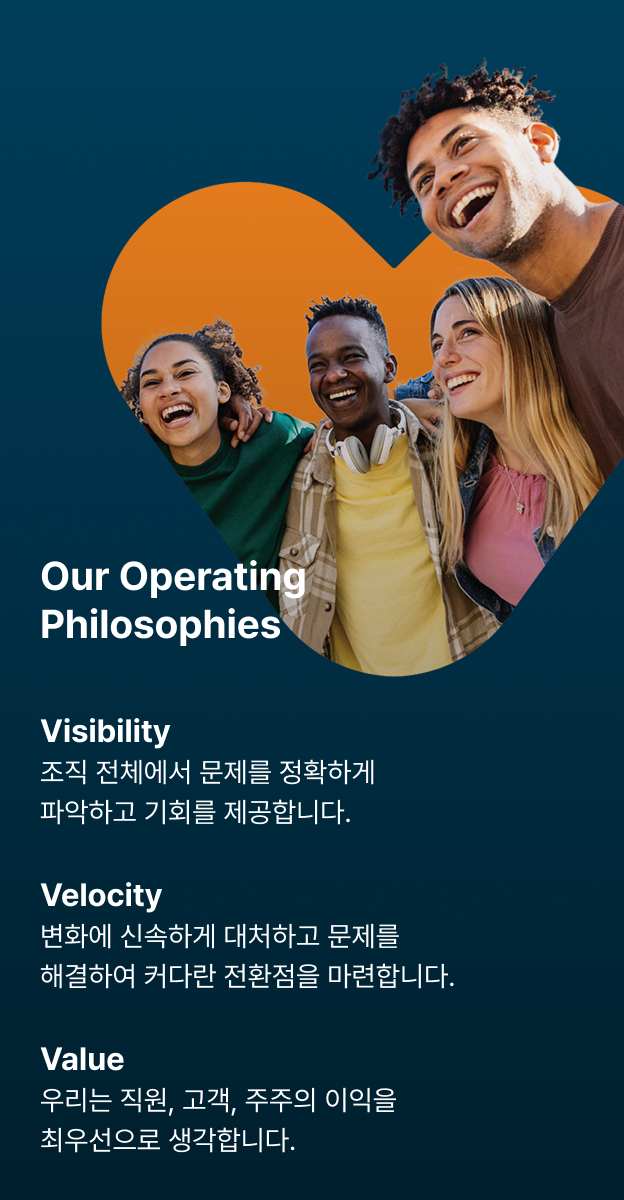 Our Operating
Philosophies
Visibility
조직 전체에서 문제를 정확하게
파악하고 기회를 제공합니다.
Velocity
변화에 신속하게 대처하고 문제를
해결하여 커다란 전환점을 마련합니다.
Value
우리는 직원, 고객, 주주의 이익을
최우선으로 생각합니다.